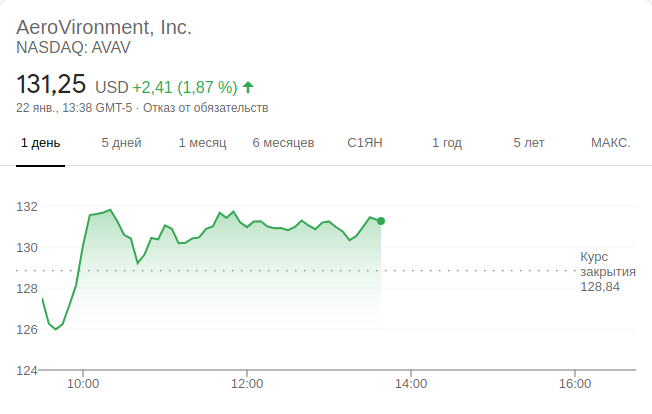 AeroVironment, Inc.
NASDAQ: AVAV
131,25 USD +2,41 (1,87 %)
22 янв., 13:38 GMT-5 · Отказ от обязательств
1 день 5 дней 1 месяц 6 месяцев С1ЯН 1 год 5 лет МАКС.
132
130
Курс
закрытия
128,84
128
126
124
10:00 12:00 14:00 16:00